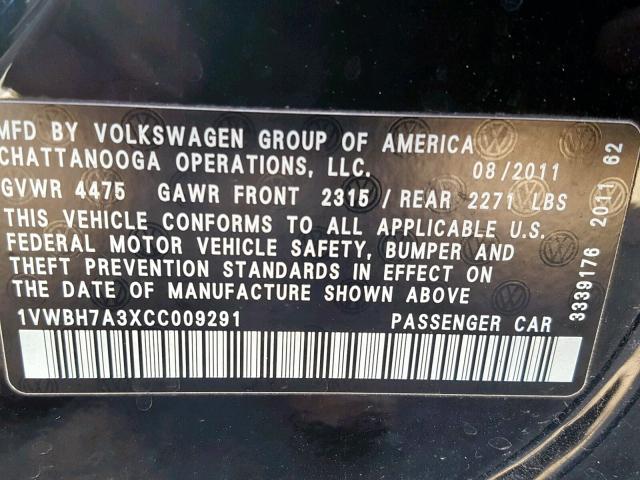 MFD BY VOLKSWAGEN GROUP OF AMERICA
CHATTANOOGA OPERATIONS, LLC. 08/2011
GVWR 4475 GAWR FRONT 2315/REAR 2271 LBS
THIS VEHICLE CONFORMS TO ALL APPLICABLE U.S.
FEDERAL MOTOR VEHICLE SAFETY, BUMPER AND
THEFT PREVENTION STANDARDS IN EFFECT ON
THE DATE OF MANUFACTURE SHOWN ABOVE
1VWBH7A3XCC009291 PASSENGER CAR
3339176 2011 62